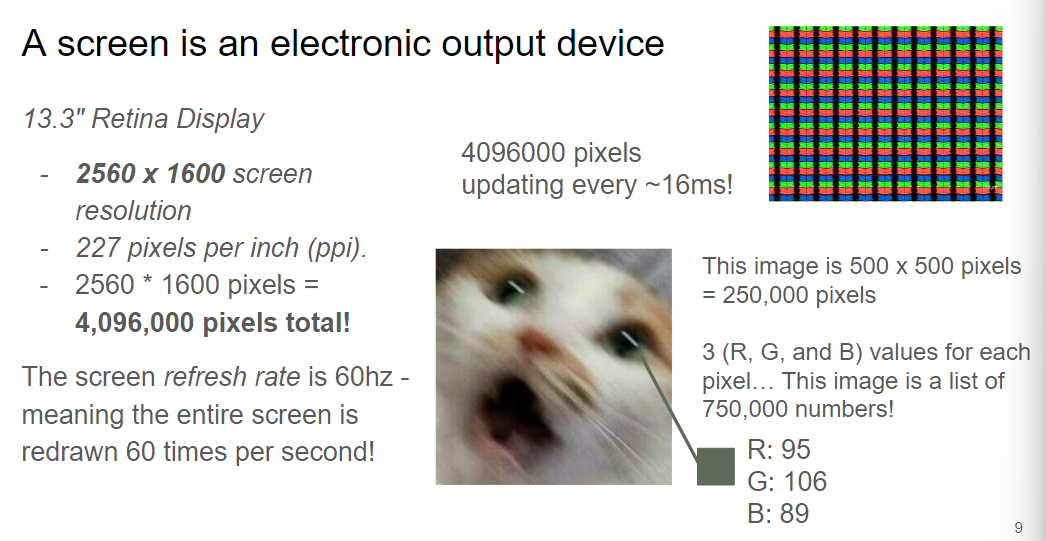 A screen is an electronic output device
13.3" Retina Display
- 2560 x 1600 screen
resolution
- 227 pixels per inch (ppi).
- 2560 * 1600 pixels =
4,096,000 pixels total!
The screen refresh rate is 60hz -
meaning the entire screen is
redrawn 60 times per second!
4096000 pixels
updating every ~16ms!
This image is 500 x 500 pixels
= 250,000 pixels
3 (R, G, and B) values for each
pixel… This image is a list of
750,000 numbers!
R: 95
G: 106
B: 89
9